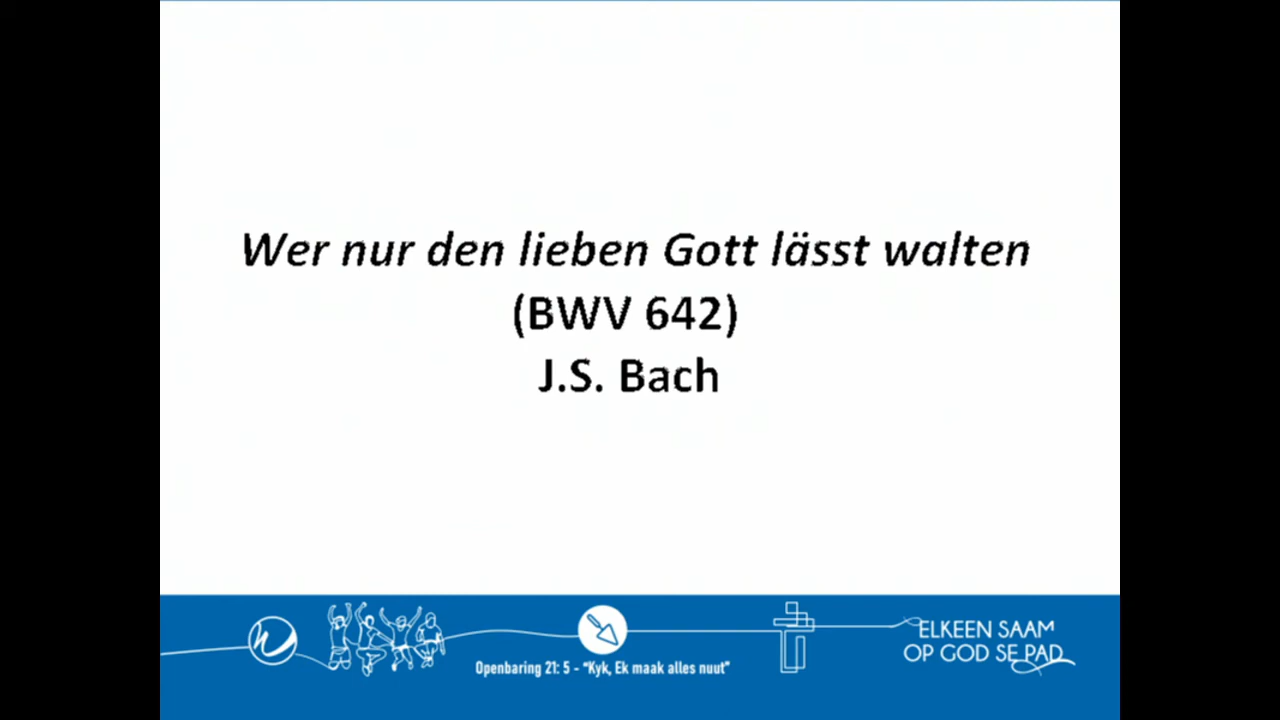 Wer nur den lieben Gott lässt walten
(BWV 642)
J.S. Bach
Openbaring 21: 5 - “Kyk, Ek maak alles nuut”
ELKEEN SAAM
OP GOD SE PAD